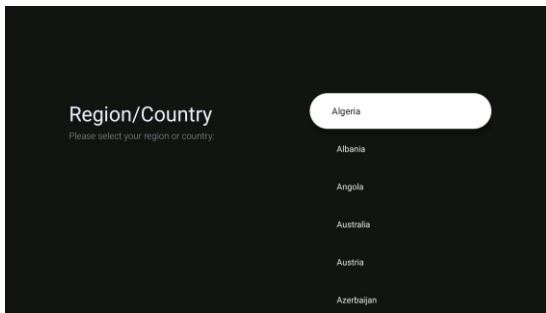 Region/Country
Please select your region or country:
Algeria
Albania
Angola
Australia
Austria
Azerbaijan